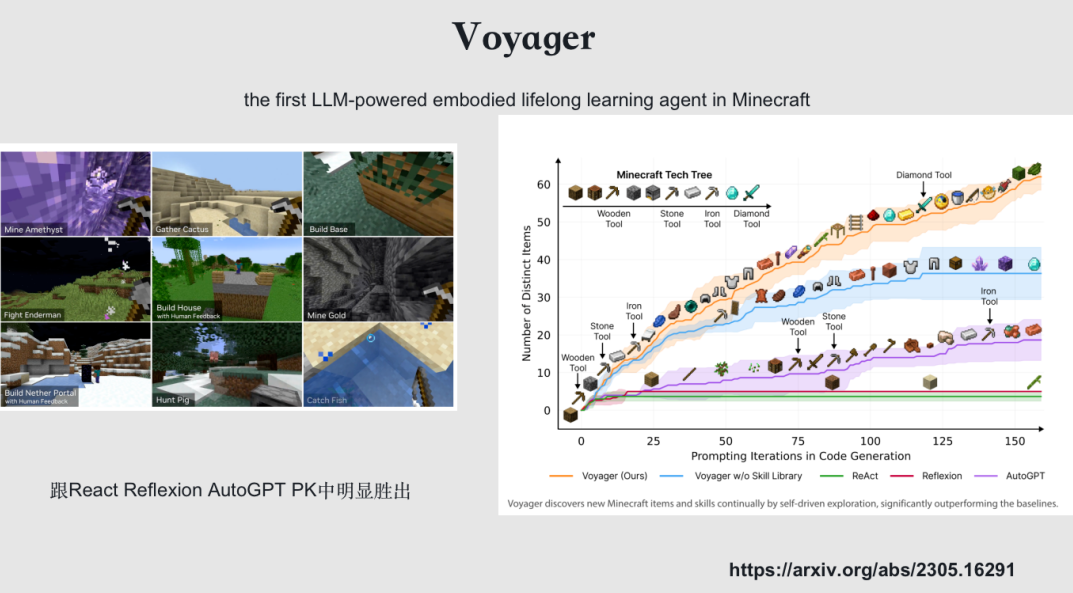 Voyager
the first LLM-powered embodied lifelong learning agent in Minecraft
Mine Amethyst
Gather Cactus
Build Base
Fight Enderman
Build House
with Human Feedback
Mine Gold
Build Nether Portal
with Human Feedback
Hunt Pig
Catch Fish
跟React Reflexion AutoGPT PK中明显胜出
Minecraft Tech Tree
Wooden Tool
Stone Tool
Iron Tool
Diamond Tool
Diamond Tool
Iron Tool
Stone Tool
Wooden Tool
Wooden Tool
Stone Tool
Iron Tool
Number of Distinct Items
60
50
40
30
20
10
0
0 25 50 75 100 125 150
Prompting Iterations in Code Generation
Voyager (Ours) Voyager w/o Skill Library ReAct Reflexion AutoGPT
Voyager discovers new Minecraft items and skills continually by self-driven exploration, significantly outperforming the baselines.
https://arxiv.org/abs/2305.16291